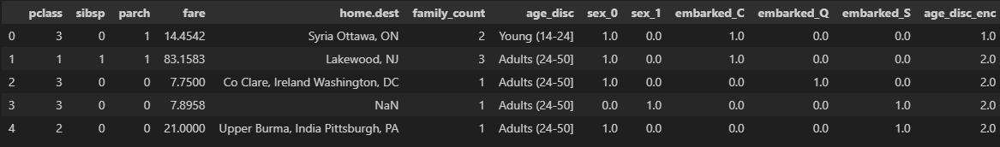 pclass sibsp parch fare home.dest family_count age_disc sex_0 sex_1 embarked_C embarked_Q embarked_S age_disc_enc
0 3 0 1 14.4542 Syria Ottawa, ON 2 Young (14-24] 1.0 0.0 1.0 0.0 0.0 1.0
1 1 1 1 83.1583 Lakewood, NJ 3 Adults (24-50] 1.0 0.0 1.0 0.0 0.0 2.0
2 3 0 0 7.7500 Co Clare, Ireland Washington, DC 1 Adults (24-50] 1.0 0.0 0.0 1.0 0.0 2.0
3 3 0 0 7.8958 NaN 1 Adults (24-50] 0.0 1.0 0.0 0.0 1.0 2.0
4 2 0 0 21.0000 Upper Burma, India Pittsburgh, PA 1 Adults (24-50] 1.0 0.0 0.0 0.0 1.0 2.0